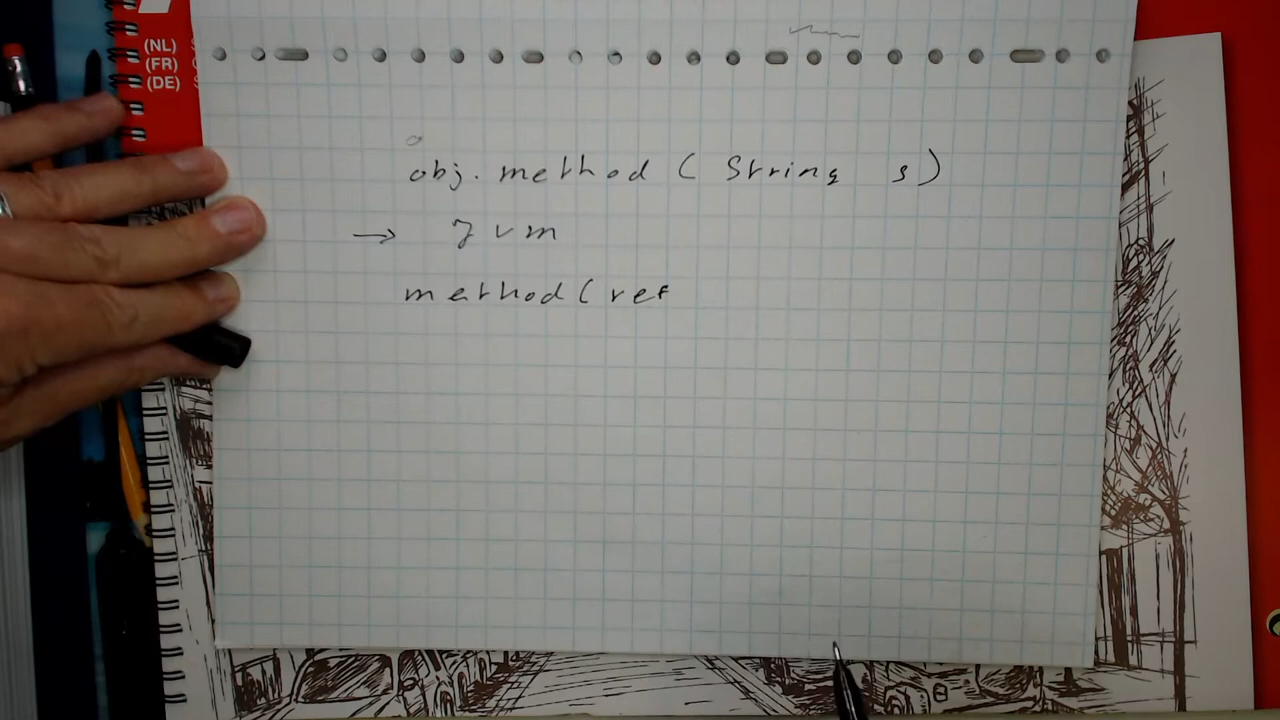 (NL)
(FR)
(DE)
obj. method ( String s )
→ JVM
method ( ref